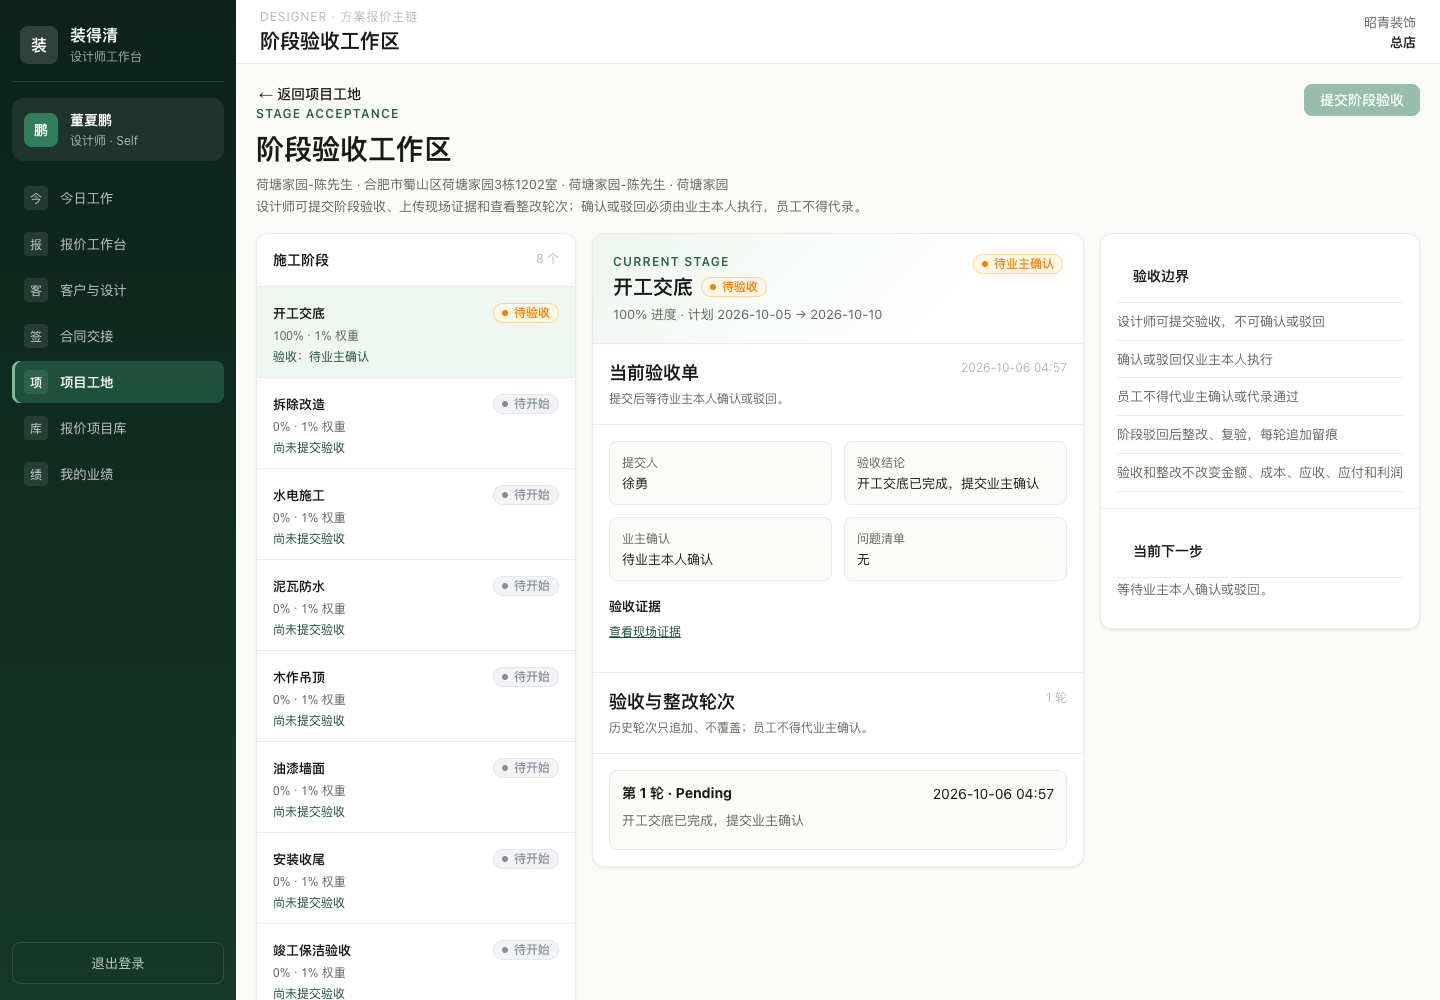 装
装得清
设计师工作台
鹏
董夏鹏
设计师 · Self
今 今日工作
报 报价工作台
客 客户与设计
签 合同交接
项 项目工地
库 报价项目库
绩 我的业绩
退出登录
DESIGNER · 方案报价主链
阶段验收工作区
昭青装饰
总店
← 返回项目工地
STAGE ACCEPTANCE
阶段验收工作区
荷塘家园-陈先生 · 合肥市蜀山区荷塘家园3栋1202室 · 荷塘家园-陈先生 · 荷塘家园
设计师可提交阶段验收、上传现场证据和查看整改轮次；确认或驳回必须由业主本人执行，员工不得代录。
提交阶段验收
施工阶段 8 个
开工交底 待验收
100% · 1% 权重
验收：待业主确认
拆除改造 待开始
0% · 1% 权重
尚未提交验收
水电施工 待开始
0% · 1% 权重
尚未提交验收
泥瓦防水 待开始
0% · 1% 权重
尚未提交验收
木作吊顶 待开始
0% · 1% 权重
尚未提交验收
油漆墙面 待开始
0% · 1% 权重
尚未提交验收
安装收尾 待开始
0% · 1% 权重
尚未提交验收
竣工保洁验收 待开始
0% · 1% 权重
尚未提交验收
CURRENT STAGE
待业主确认
开工交底 待验收
100% 进度 · 计划 2026-10-05 → 2026-10-10
当前验收单 2026-10-06 04:57
提交后等待业主本人确认或驳回。
提交人
徐勇
验收结论
开工交底已完成，提交业主确认
业主确认
待业主本人确认
问题清单
无
验收证据
查看现场证据
验收与整改轮次 1 轮
历史轮次只追加、不覆盖；员工不得代业主确认。
第 1 轮 · Pending 2026-10-06 04:57
开工交底已完成，提交业主确认
验收边界
设计师可提交验收，不可确认或驳回
确认或驳回仅业主本人执行
员工不得代业主确认或代录通过
阶段驳回后整改、复验，每轮追加留痕
验收和整改不改变金额、成本、应收、应付和利润
当前下一步
等待业主本人确认或驳回。